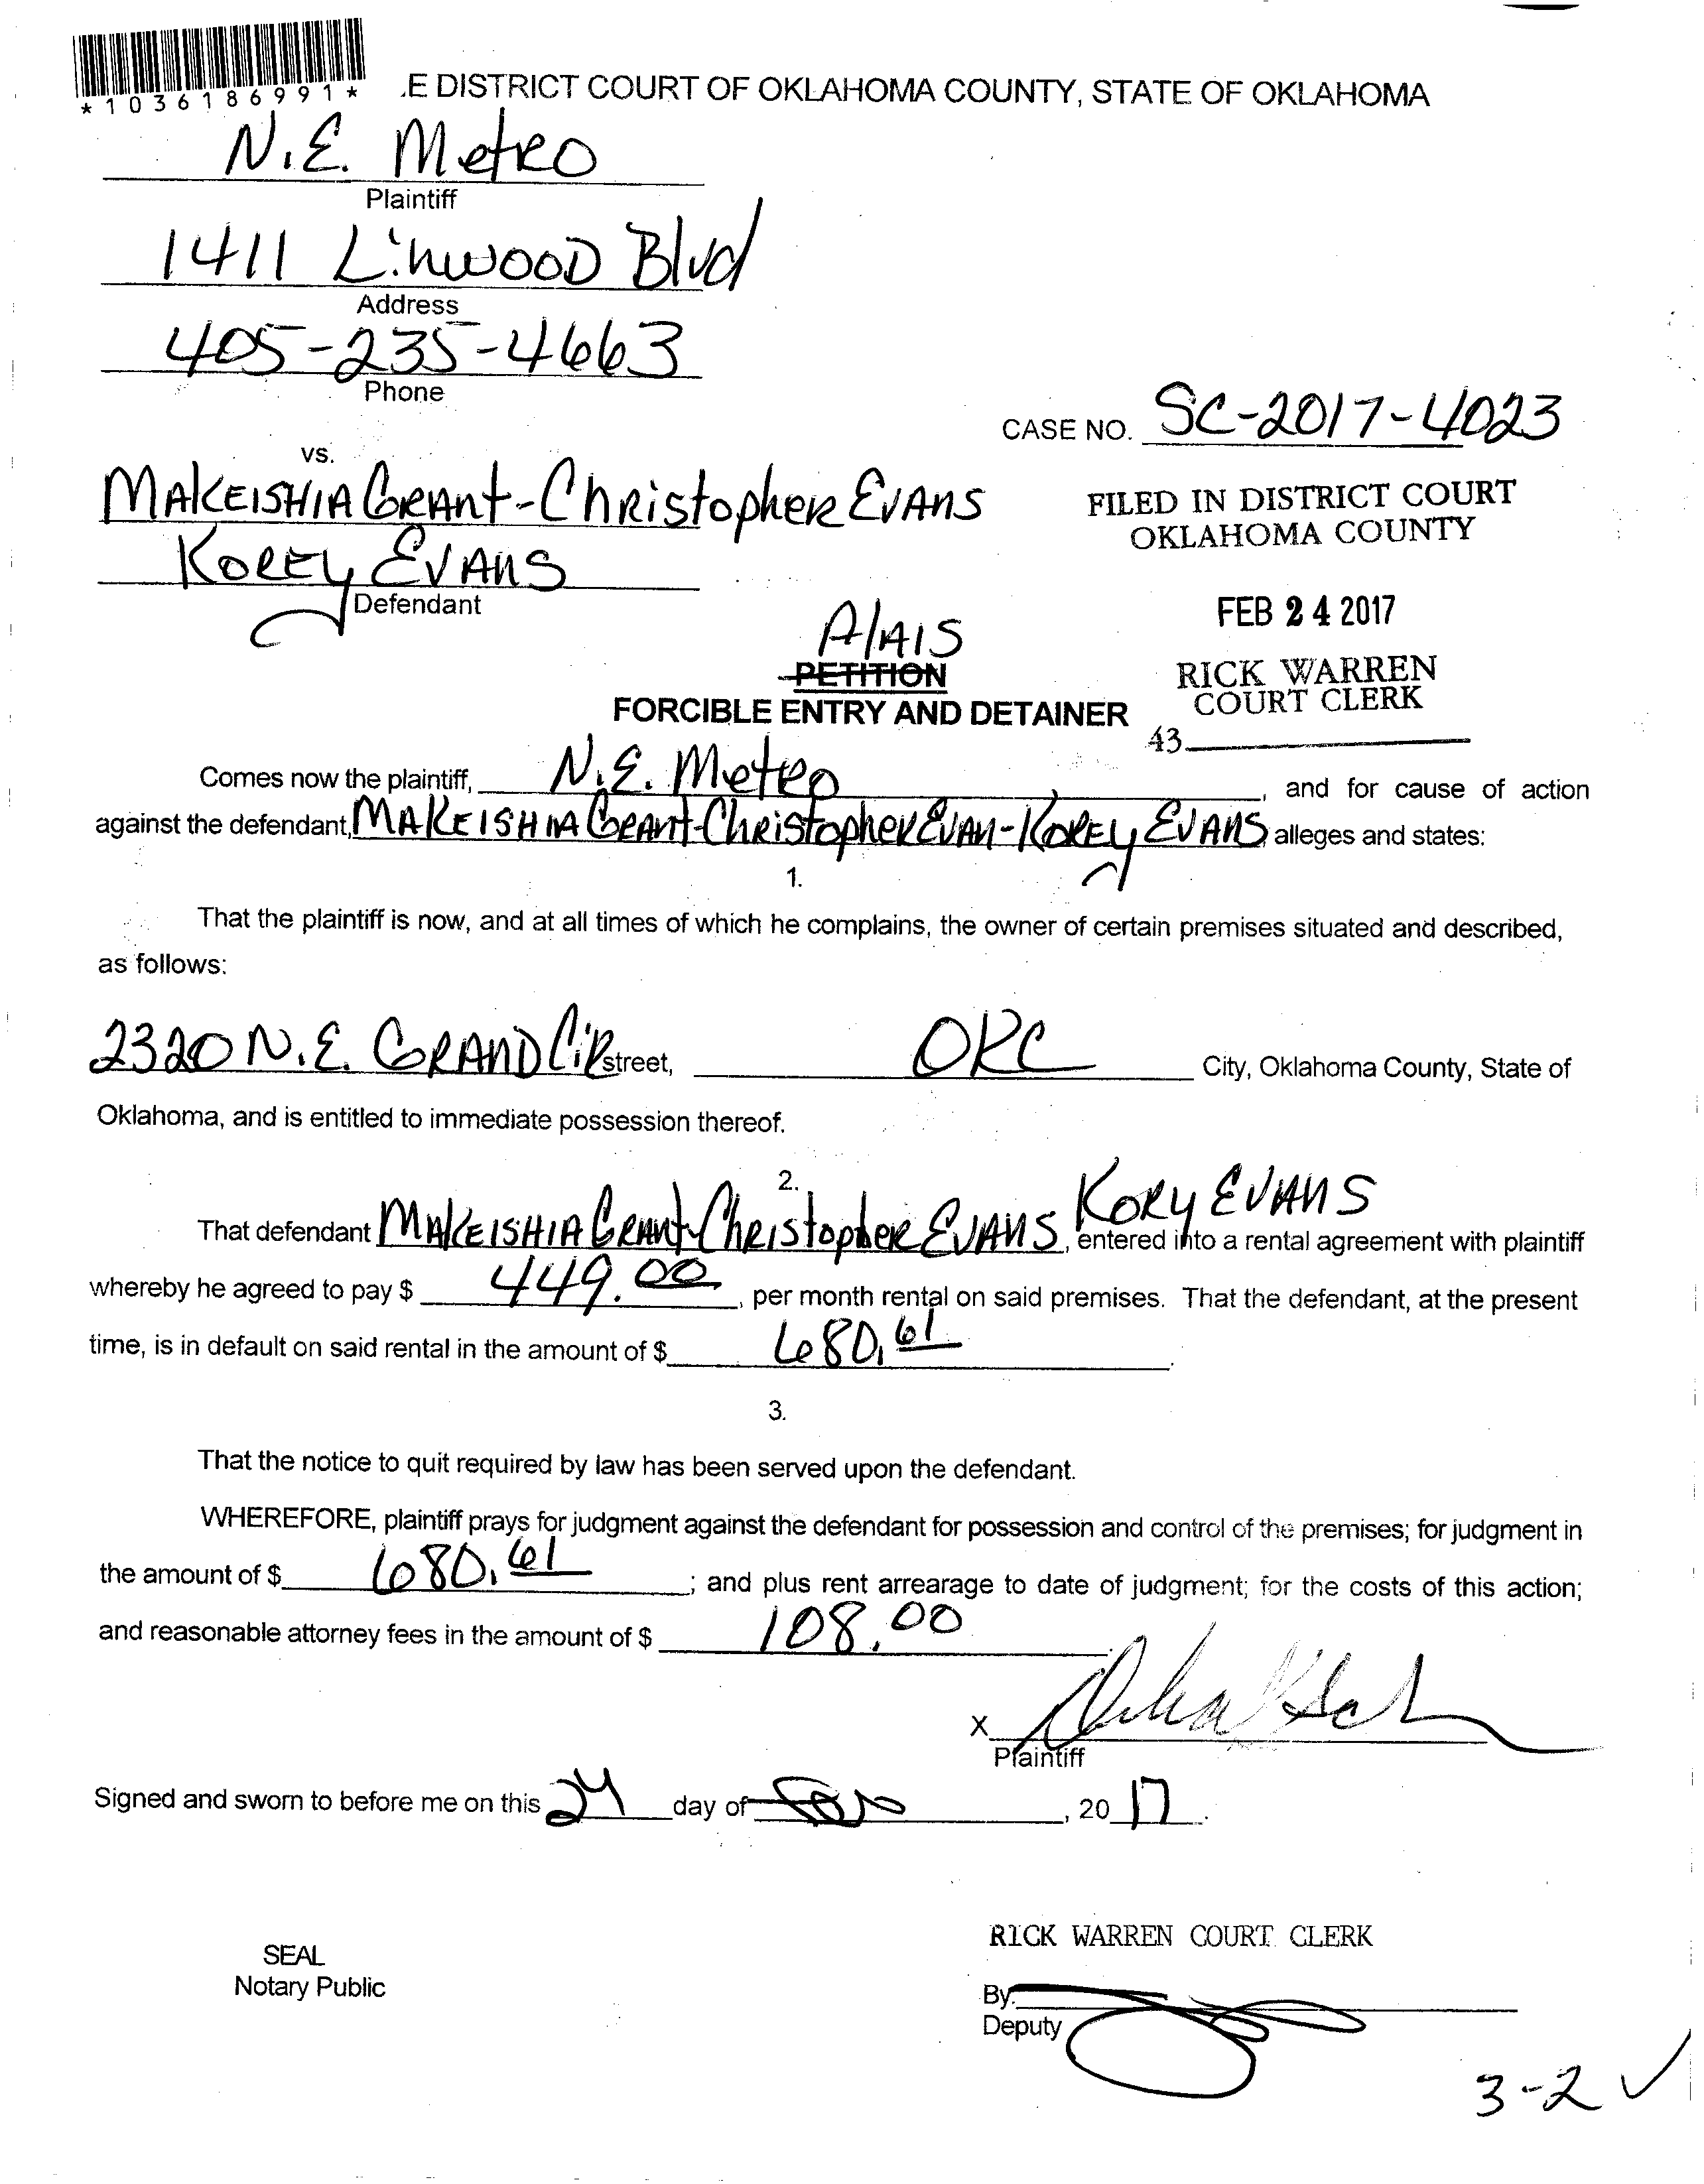 *1036186991*
.E DISTRICT COURT OF OKLAHOMA COUNTY, STATE OF OKLAHOMA
N.E. Metro
Plaintiff
1411 Linwood Blvd
Address
405-235-4663
Phone
CASE NO. SC-2017-4023
vs.
MAKEISHIA GRANT-ChRistopheR EVANS
KOREY EVANS
Defendant
FILED IN DISTRICT COURT
OKLAHOMA COUNTY
FEB 24 2017
RICK WARREN
COURT CLERK
43
AlAIS
PETITION
FORCIBLE ENTRY AND DETAINER
Comes now the plaintiff, N.E. Metro, and for cause of action
against the defendant, MAKEISHIA GRANT-ChRistopheR EVAN-KOREY EVANS alleges and states:
1.
That the plaintiff is now, and at all times of which he complains, the owner of certain premises situated and described,
as follows:
2320 N.E. GRAND CiR street, OKC City, Oklahoma County, State of
Oklahoma, and is entitled to immediate possession thereof.
2.
KORY EVANS
That defendant MAKEISHIA GRANT-ChRistopheR EVANS, entered into a rental agreement with plaintiff
whereby he agreed to pay $ 449.00, per month rental on said premises. That the defendant, at the present
time, is in default on said rental in the amount of $ 680.61.
3.
That the notice to quit required by law has been served upon the defendant.
WHEREFORE, plaintiff prays for judgment against the defendant for possession and control of the premises; for judgment in
the amount of $ 680.61; and plus rent arrearage to date of judgment; for the costs of this action;
and reasonable attorney fees in the amount of $ 108.00.
X
Plaintiff
Signed and sworn to before me on this 24 day of , 20 17.
SEAL
Notary Public
RICK WARREN COURT CLERK
By:
Deputy
3-2 ✓